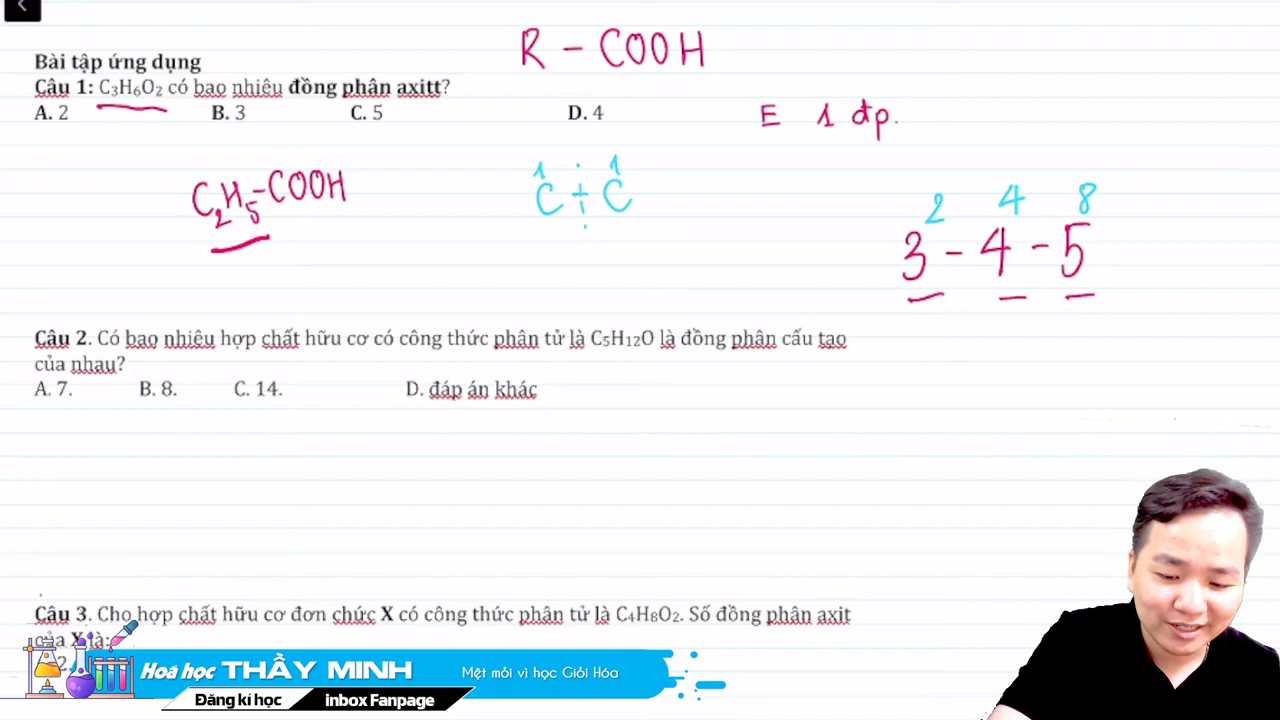 R - COOH
Bài tập ứng dụng
Câu 1: C₃H₆O₂ có bao nhiêu đồng phân axitt?
A. 2 B. 3 C. 5 D. 4
E 1 đp.
C₂H₅-COOH
1 1
C + C
2 4 8
3 - 4 - 5
Câu 2. Có bao nhiêu hợp chất hữu cơ có công thức phân tử là C₅H₁₂O là đồng phân cấu tạo
của nhau?
A. 7. B. 8. C. 14. D. đáp án khác
Câu 3. Cho hợp chất hữu cơ đơn chức X có công thức phân tử là C₄H₈O₂. Số đồng phân axit
của X là:
2
Hoá học THẦY MINH
Mệt mỏi vì học Giỏi Hóa
Đăng kí học inbox Fanpage